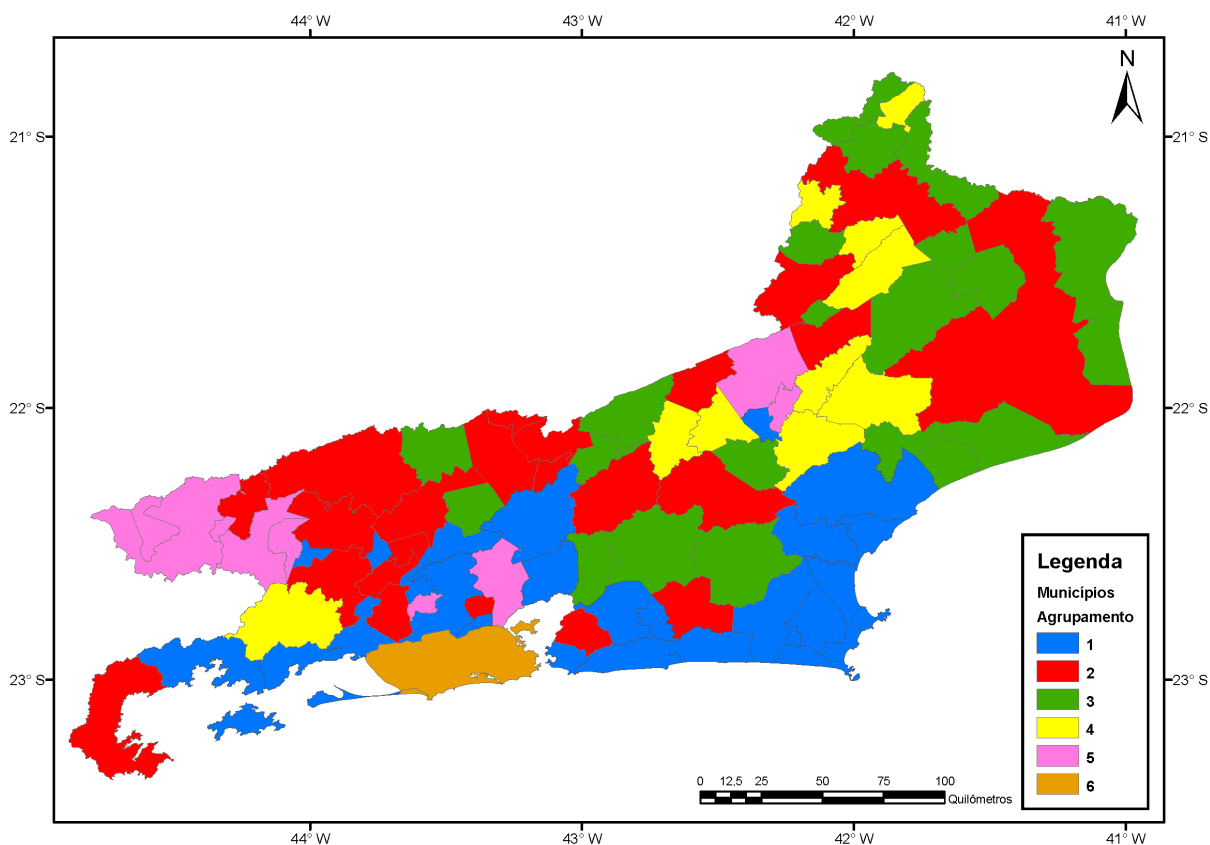 44° W 43° W 42° W 41° W
N
21° S 21° S
22° S 22° S
23° S 23° S
Legenda
Municípios
Agrupamento
1
2
3
4
5
6
0 12.5 25 50 75 100
Quilômetros
44° W 43° W 42° W 41° W